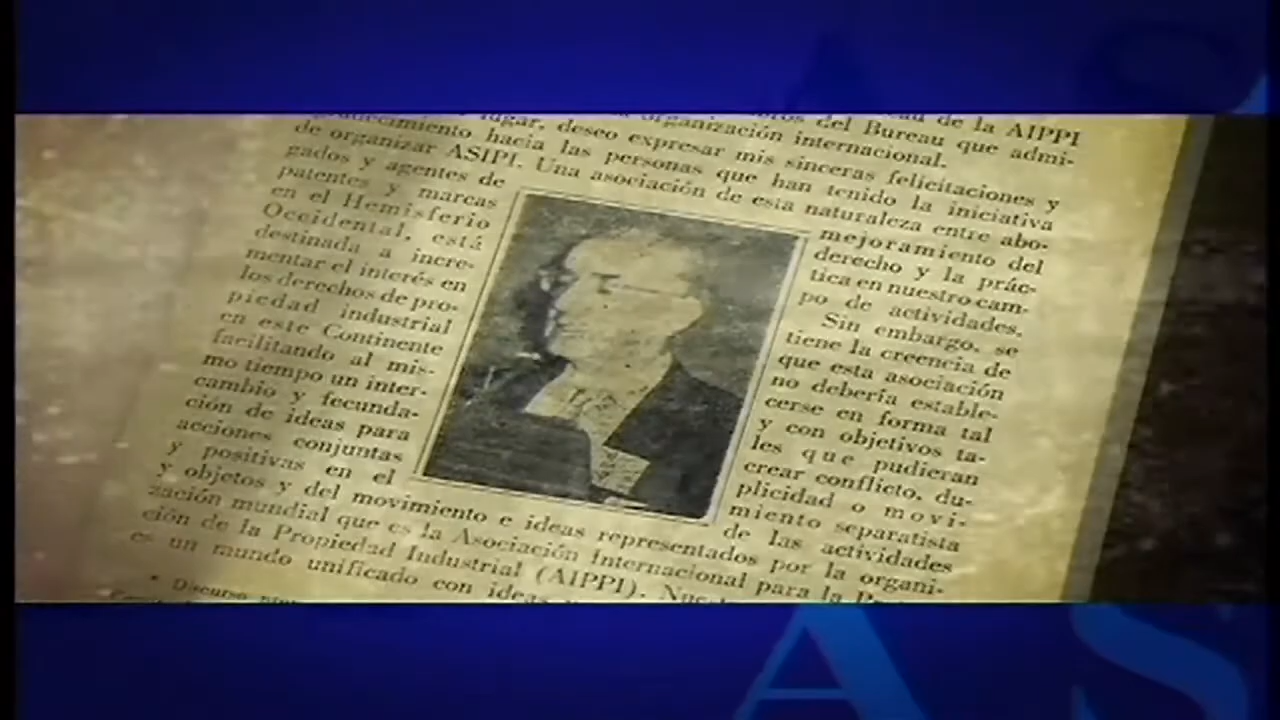 de la AIPPI
del Bureau que admi-
lugar, deseo expresar mis sinceras felicitaciones y
organización internacional.
agradecimiento hacia las personas que han tenido la iniciativa
de organizar ASIPI. Una asociación de esta naturaleza entre abo-
gados y agentes de
patentes y marcas
en el Hemisferio
Occidental, está
destinada a incre-
mentar el interés en
los derechos de pro-
piedad industrial
en este Continente
facilitando al mis-
mo tiempo un inter-
cambio y fecunda-
ción de ideas para
acciones conjuntas
y positivas en el
mejoramiento del
derecho y la prác-
tica en nuestro cam-
po de actividades.
Sin embargo, se
tiene la creencia de
que esta asociación
no debería estable-
cerse en forma tal
y con objetivos ta-
les que pudieran
crear conflicto, du-
plicidad o movi-
miento separatista
de las actividades
y objetos y del movimiento e ideas representados por la organi-
zación mundial que es la Asociación Internacional para la
ción de la Propiedad Industrial (AIPPI).
es un mundo unificado con ideas
* Discurso
A S